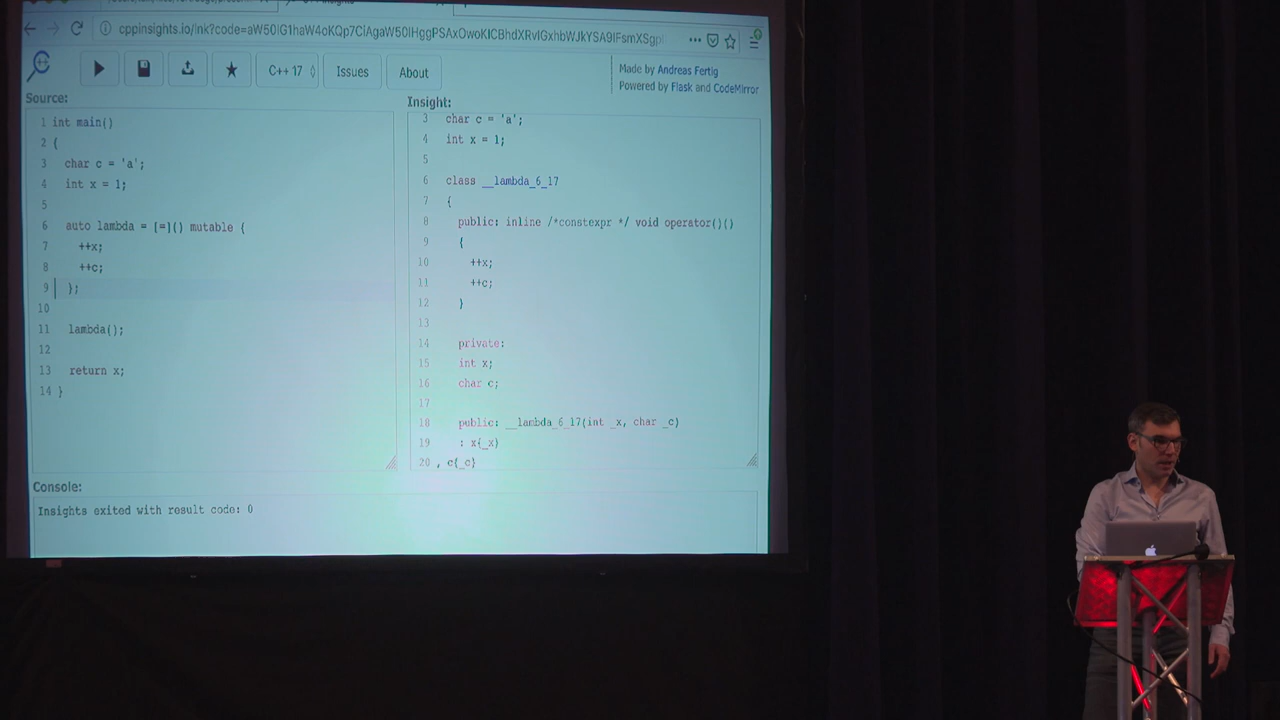 cppinsights.io/lnk?code=
C++ 17
Issues
About
Made by Andreas Fertig
Powered by Flask and CodeMirror
Source:
1 int main()
2 {
3 char c = 'a';
4 int x = 1;
5
6 auto lambda = [=]() mutable {
7 ++x;
8 ++c;
9 };
10
11 lambda();
12
13 return x;
14 }
Insight:
3 char c = 'a';
4 int x = 1;
5
6 class __lambda_6_17
7 {
8 public: inline /*constexpr */ void operator()()
9 {
10 ++x;
11 ++c;
12 }
13
14 private:
15 int x;
16 char c;
17
18 public: __lambda_6_17(int _x, char _c)
19 : x{_x}
20 , c{_c}
Console:
Insights exited with result code: 0